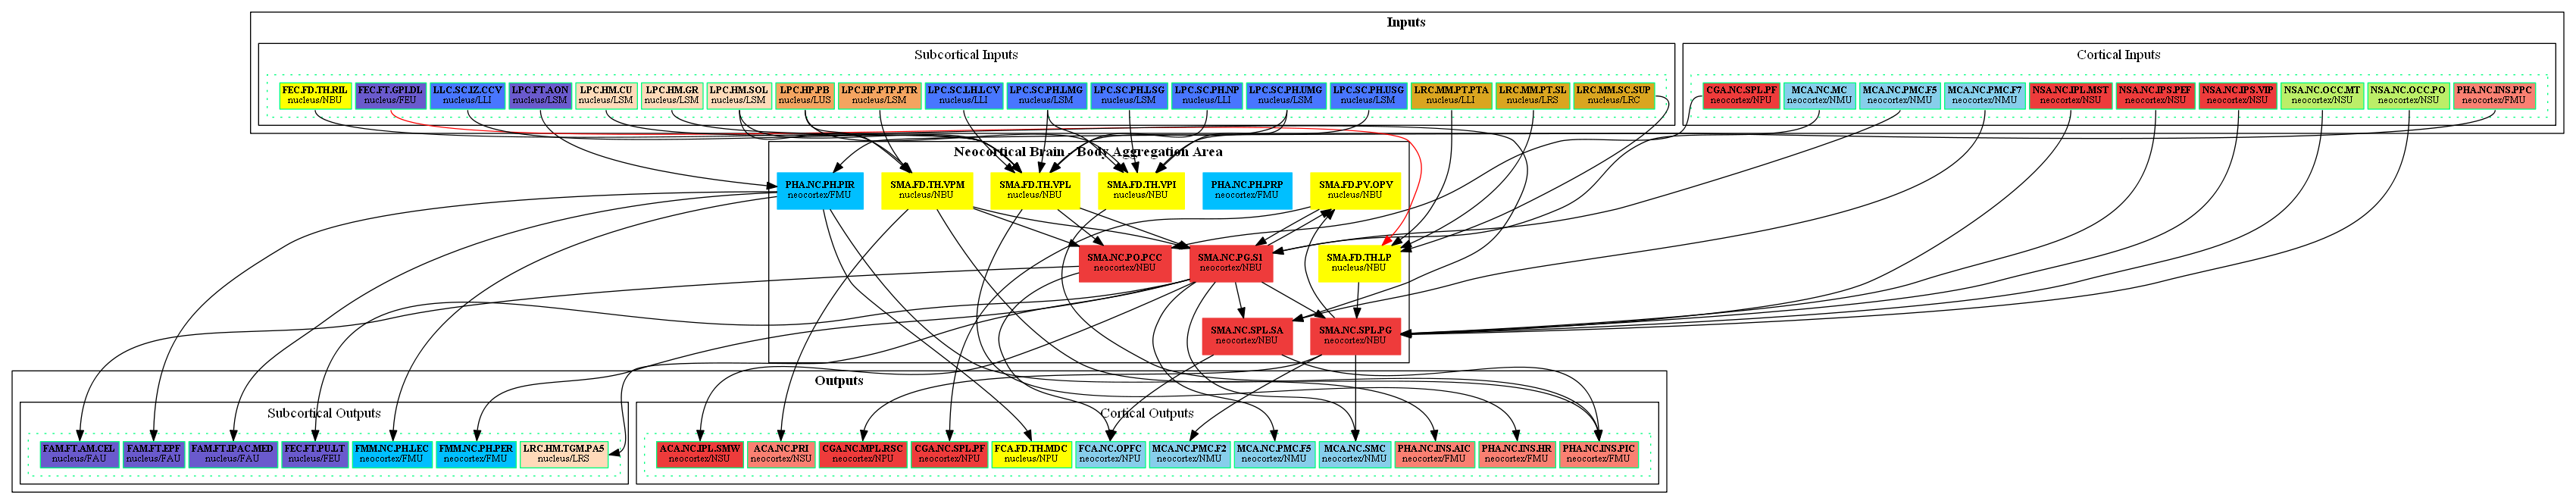 Inputs
Subcortical Inputs
Cortical Inputs
FEC.FD.TH.RIL
nucleus/NBU
FEC.FT.GPI.DL
nucleus/FEU
LLC.SC.IZ.CCV
nucleus/LLI
LPC.FT.AON
nucleus/LSM
LPC.HM.CU
nucleus/LSM
LPC.HM.GR
nucleus/LSM
LPC.HM.SOL
nucleus/LSM
LPC.HP.PB
nucleus/LUS
LPC.HP.PTP.PTR
nucleus/LSM
LPC.SC.LH.LCV
nucleus/LLI
LPC.SC.PH.LMG
nucleus/LSM
LPC.SC.PH.LSG
nucleus/LSM
LPC.SC.PH.NP
nucleus/LLI
LPC.SC.PH.UMG
nucleus/LSM
LPC.SC.PH.USG
nucleus/LSM
LRC.MM.PT.PTA
nucleus/LLI
LRC.MM.PT.SL
nucleus/LRS
LRC.MM.SC.SUP
nucleus/LRC
CGA.NC.SPL.PF
neocortex/NPU
MCA.NC.MC
neocortex/NMU
MCA.NC.PMC.F5
neocortex/NMU
MCA.NC.PMC.F7
neocortex/NMU
NSA.NC.IPL.MST
neocortex/NSU
NSA.NC.IPS.PEF
neocortex/NSU
NSA.NC.IPS.VIP
neocortex/NSU
NSA.NC.OCC.MT
neocortex/NSU
NSA.NC.OCC.PO
neocortex/NSU
PHA.NC.INS.PPC
neocortex/FMU
Neocortical Brain - Body Aggregation Area
PHA.NC.PH.PIR
neocortex/FMU
SMA.FD.TH.VPM
nucleus/NBU
SMA.FD.TH.VPL
nucleus/NBU
SMA.FD.TH.VPI
nucleus/NBU
PHA.NC.PH.PRP
neocortex/FMU
SMA.FD.PV.OPV
nucleus/NBU
SMA.NC.PO.PCC
neocortex/NBU
SMA.NC.PG.S1
neocortex/NBU
SMA.FD.TH.LP
nucleus/NBU
SMA.NC.SPL.SA
neocortex/NBU
SMA.NC.SPL.PG
neocortex/NBU
Outputs
Subcortical Outputs
Cortical Outputs
FAM.FT.AM.CEL
nucleus/FAU
FAM.FT.EPF
nucleus/FAU
FAM.FT.IPAC.MED
nucleus/FAU
FEC.FT.PU.LT
nucleus/FEU
FMM.NC.PH.LEC
neocortex/FMU
FMM.NC.PH.PER
neocortex/FMU
LRC.HM.TGM.PA5
nucleus/LRS
ACA.NC.IPL.SMW
neocortex/NSU
ACA.NC.PRI
neocortex/NSU
CGA.NC.MPL.RSC
neocortex/NPU
CGA.NC.SPL.PF
neocortex/NPU
FCA.FD.TH.MDC
nucleus/NPU
FCA.NC.OPFC
neocortex/NPU
MCA.NC.PMC.F2
neocortex/NMU
MCA.NC.PMC.F5
neocortex/NMU
MCA.NC.SMC
neocortex/NMU
PHA.NC.INS.AIC
neocortex/FMU
PHA.NC.INS.HR
neocortex/FMU
PHA.NC.INS.PIC
neocortex/FMU